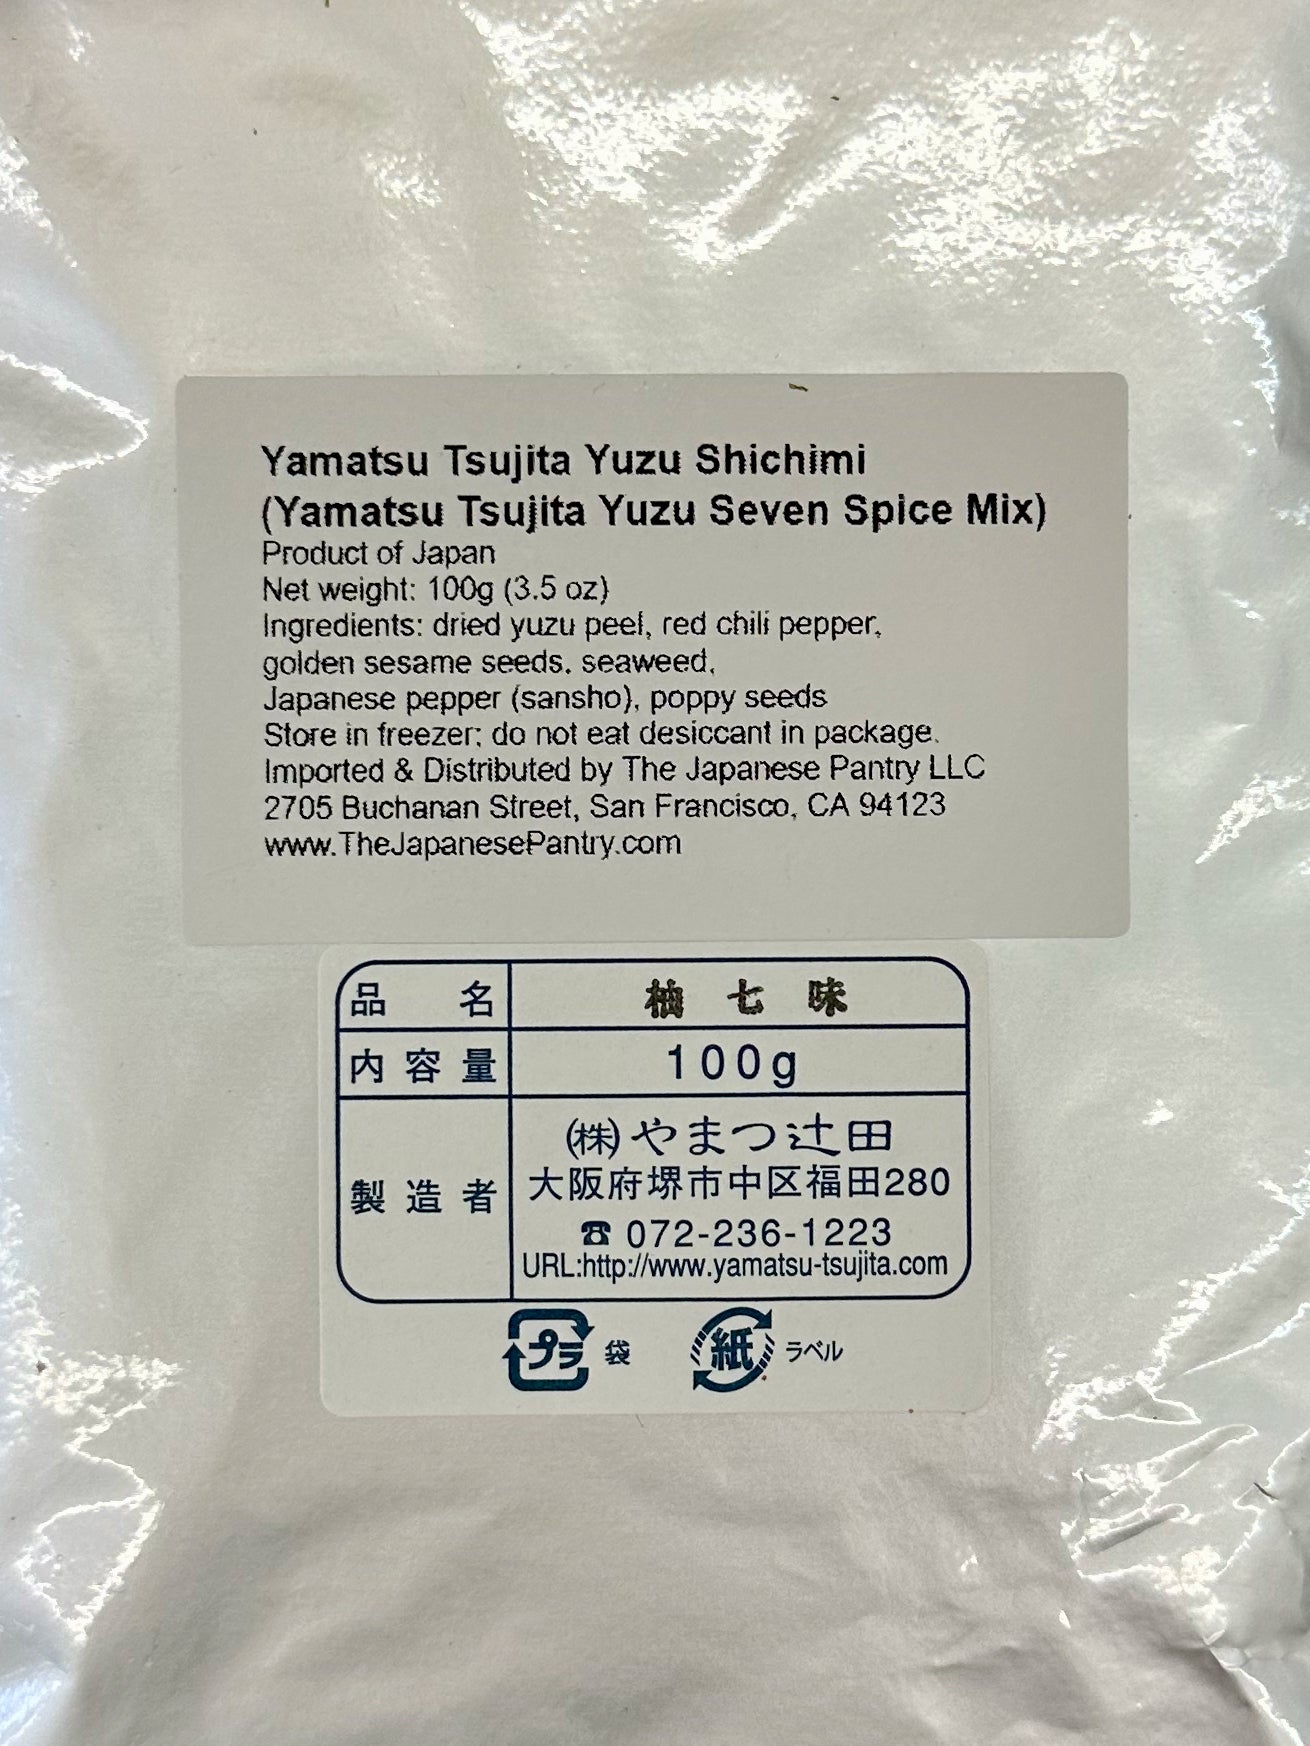 Yamatsu Tsujita Yuzu Shichimi
(Yamatsu Tsujita Yuzu Seven Spice Mix)
Product of Japan
Net weight: 100g (3.5 oz)
Ingredients: dried yuzu peel, red chili pepper,
golden sesame seeds, seaweed,
Japanese pepper (sansho), poppy seeds
Store in freezer; do not eat desiccant in package.
Imported & Distributed by The Japanese Pantry LLC
2705 Buchanan Street, San Francisco, CA 94123
www.TheJapanesePantry.com
品名 柚七味
内容量 100g
製造者 ㈱やまつ辻田
大阪府堺市中区福田280
☎ 072-236-1223
URL:http://www.yamatsu-tsujita.com
プラ 袋 紙 ラベル